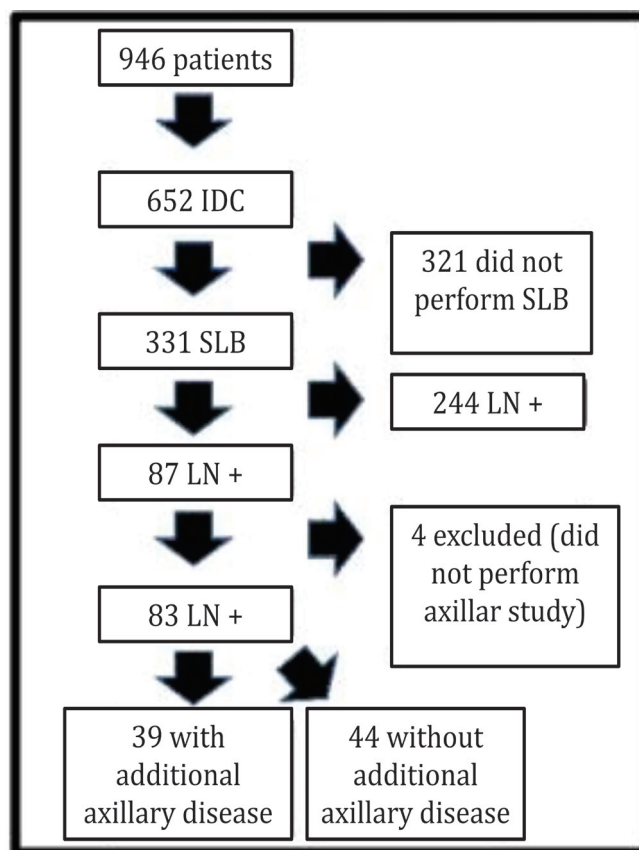 946 patients
652 IDC
321 did not
perform SLB
331 SLB
244 LN +
87 LN +
4 excluded (did
not perform
axillar study)
83 LN +
39 with
additional
axillary disease
44 without
additional
axillary disease